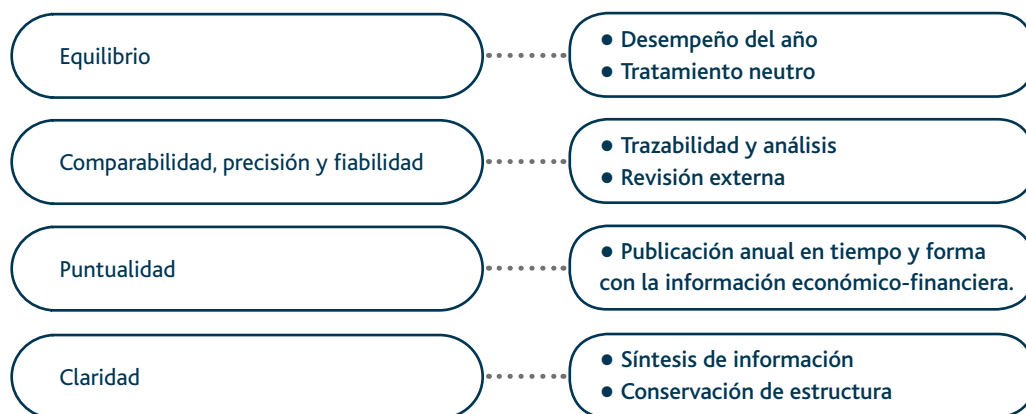 Equilibrio
● Desempeño del año
● Tratamiento neutro
Comparabilidad, precisión y fiabilidad
● Trazabilidad y análisis
● Revisión externa
Puntualidad
● Publicación anual en tiempo y forma
con la información económico-financiera.
Claridad
● Síntesis de información
● Conservación de estructura